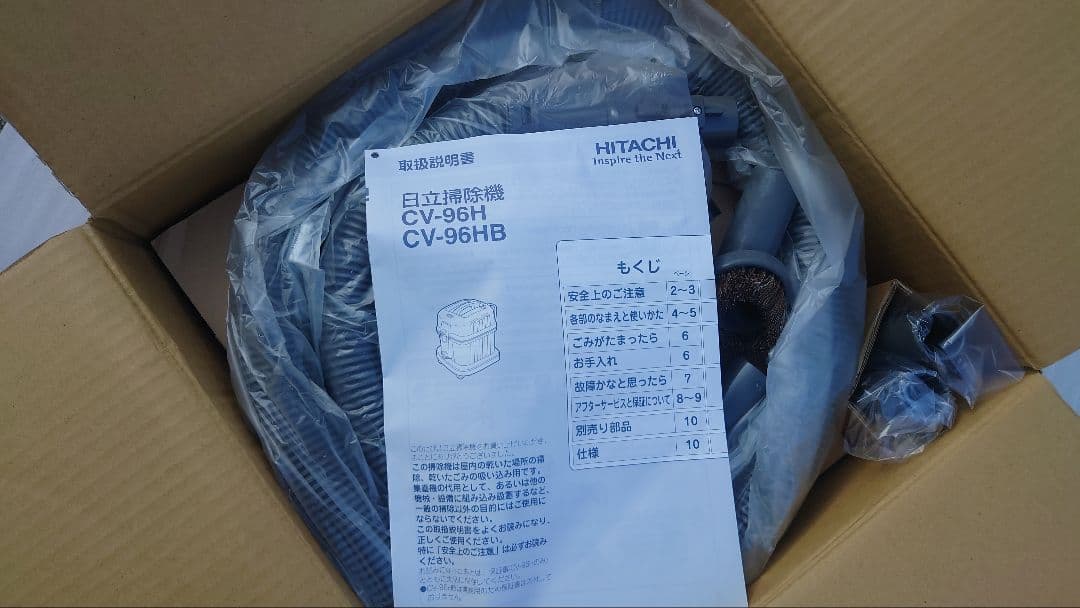 取扱説明書
HITACHI
Inspire the Next
日立掃除機
CV-96H
CV-96HB
もくじ
ページ
安全上のご注意 2~3
各部のなまえと使いかた 4~5
ごみがたまったら 6
お手入れ 6
故障かなと思ったら 7
アフターサービスと保証について 8~9
別売り部品 10
仕様 10
この掃除機は屋内の乾いた場所の掃
除、乾いたごみの吸い込み用です。
集塵機の代用として、あるいは他の
機械・設備に組み込み設置するなど、
一般の掃除以外の目的にはご使用に
ならないでください。
この取扱説明書をよくお読みになり、
正しくご使用ください。
特に「安全上のご注意」は必ずお読み
ください。